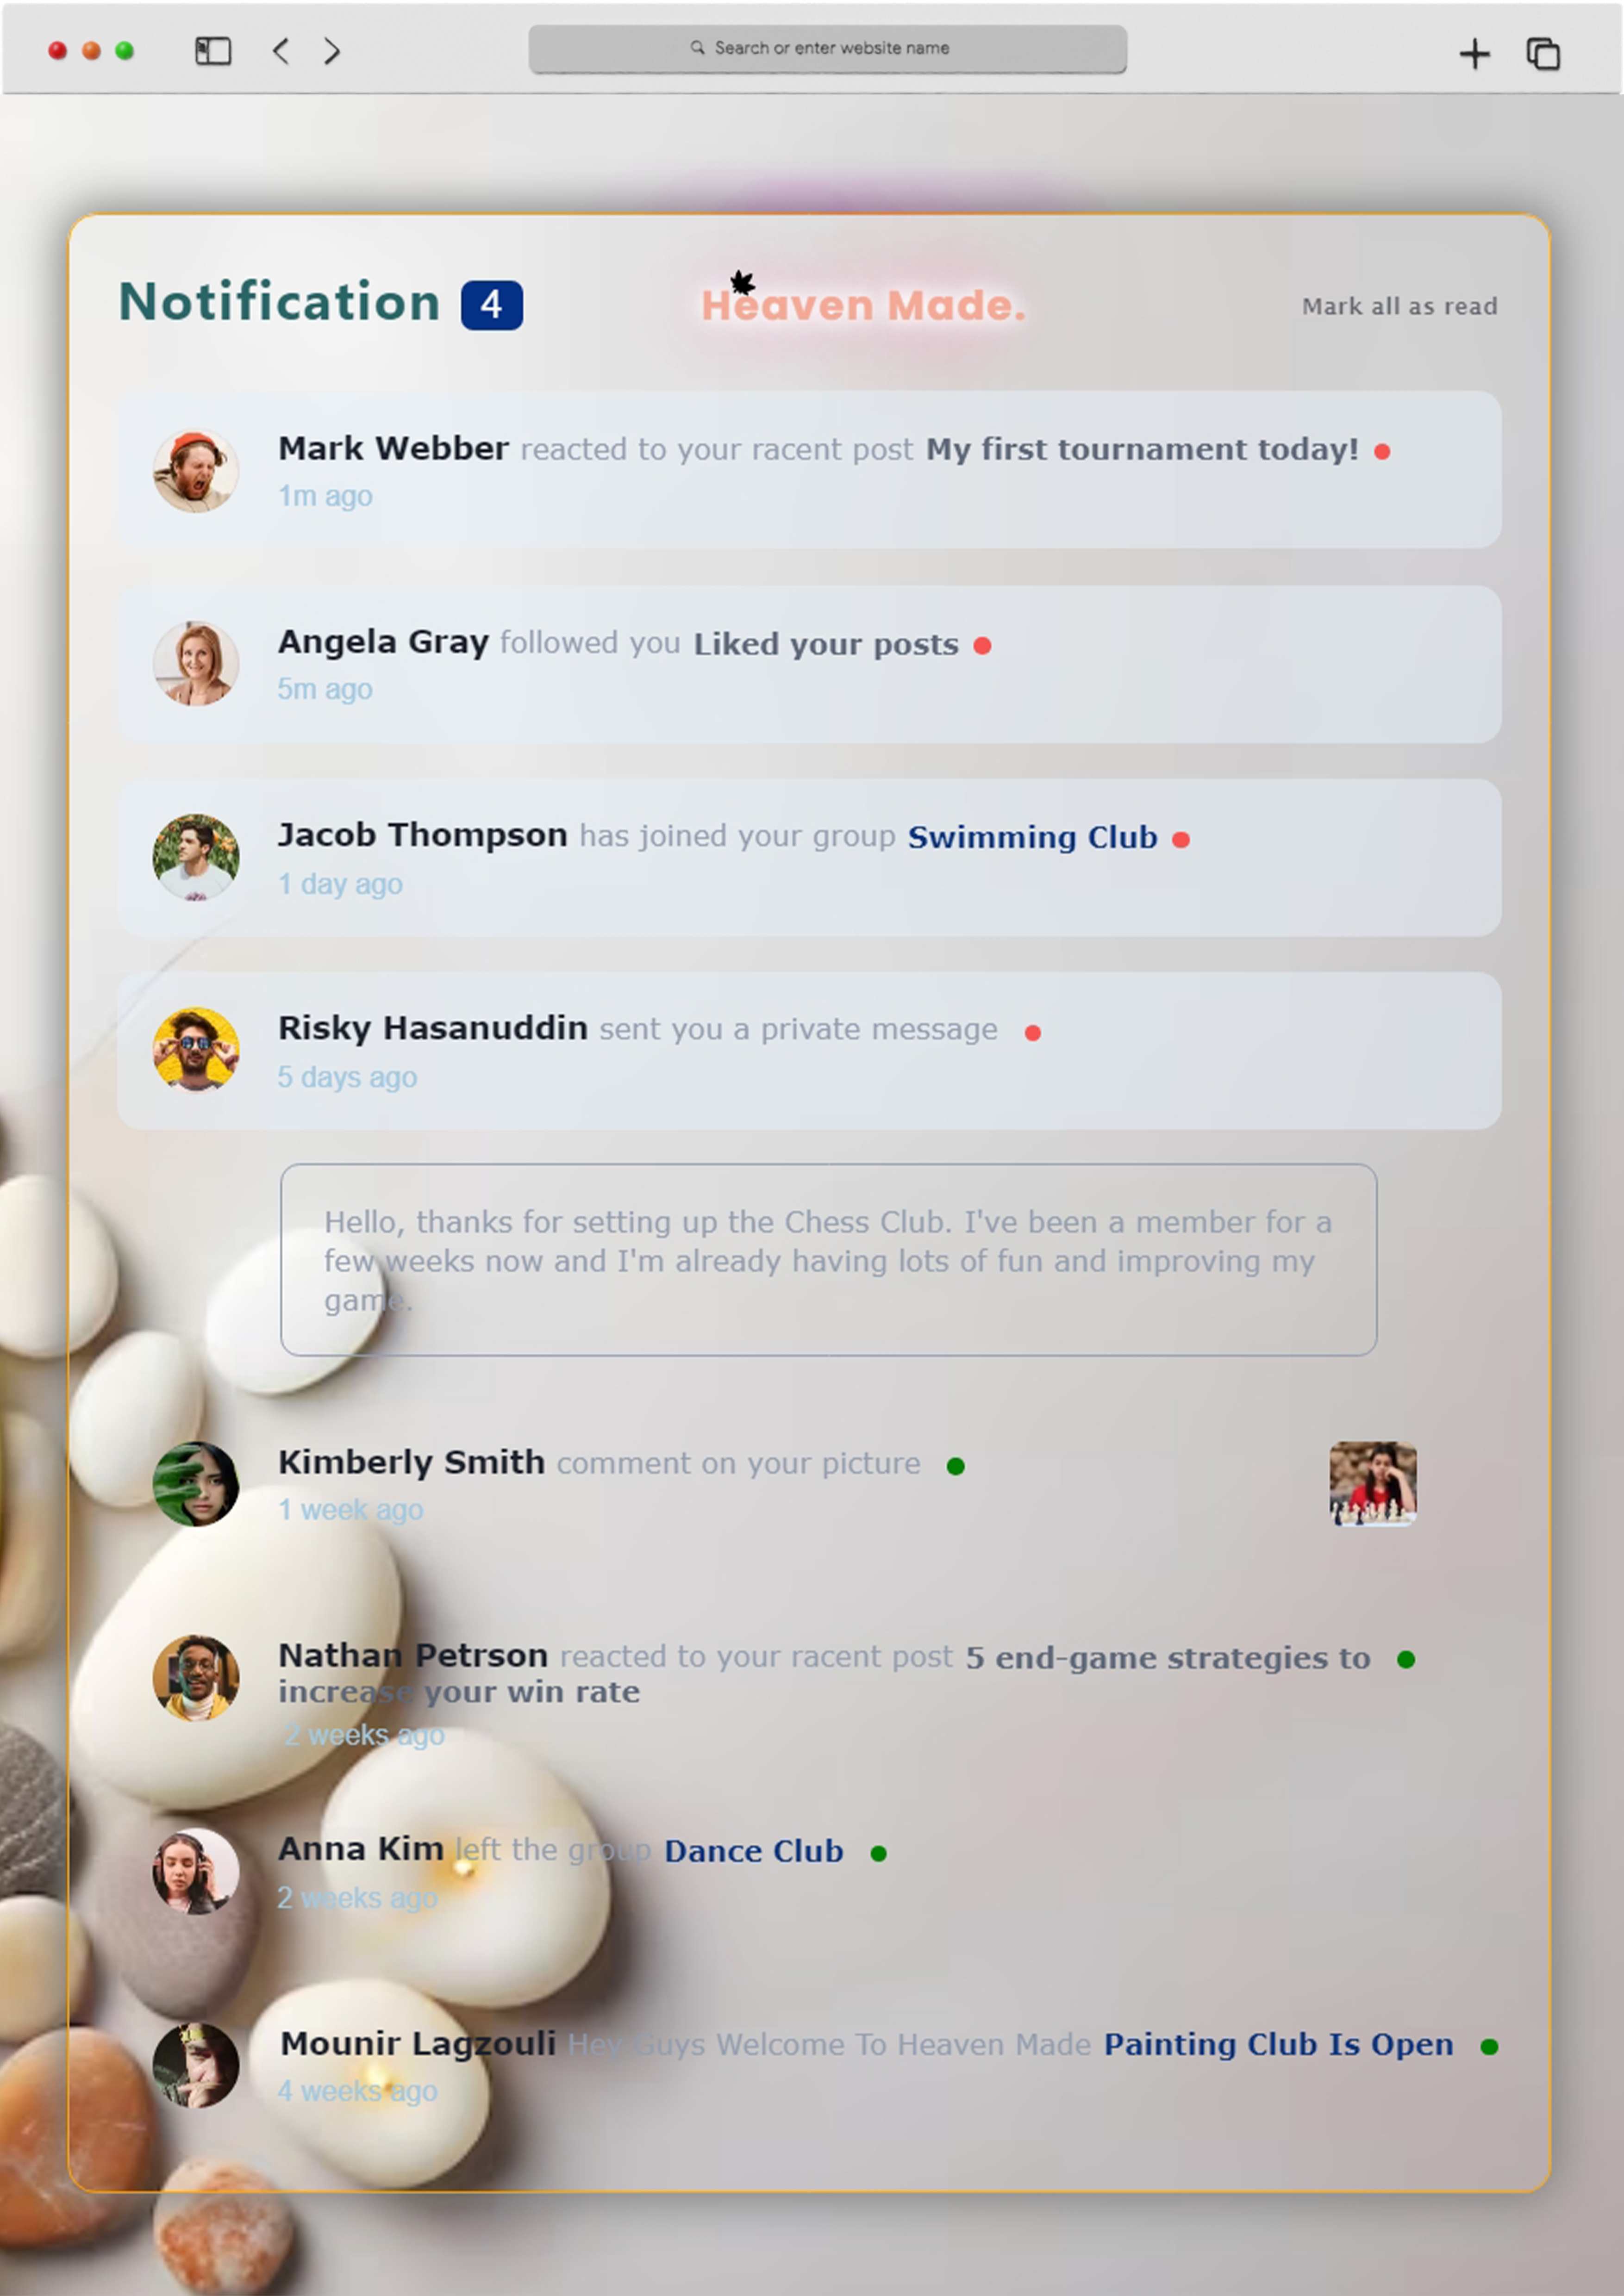 Search or enter website name
Notification 4
Heaven Made.
Mark all as read
Mark Webber reacted to your racent post My first tournament today!
1m ago
Angela Gray followed you Liked your posts
5m ago
Jacob Thompson has joined your group Swimming Club
1 day ago
Risky Hasanuddin sent you a private message
5 days ago
Hello, thanks for setting up the Chess Club. I've been a member for a
few weeks now and I'm already having lots of fun and improving my
game.
Kimberly Smith comment on your picture
1 week ago
Nathan Petrson reacted to your racent post 5 end-game strategies to
increase your win rate
2 weeks ago
Anna Kim left the group Dance Club
2 weeks ago
Mounir Lagzouli Hey Guys Welcome To Heaven Made Painting Club Is Open
4 weeks ago